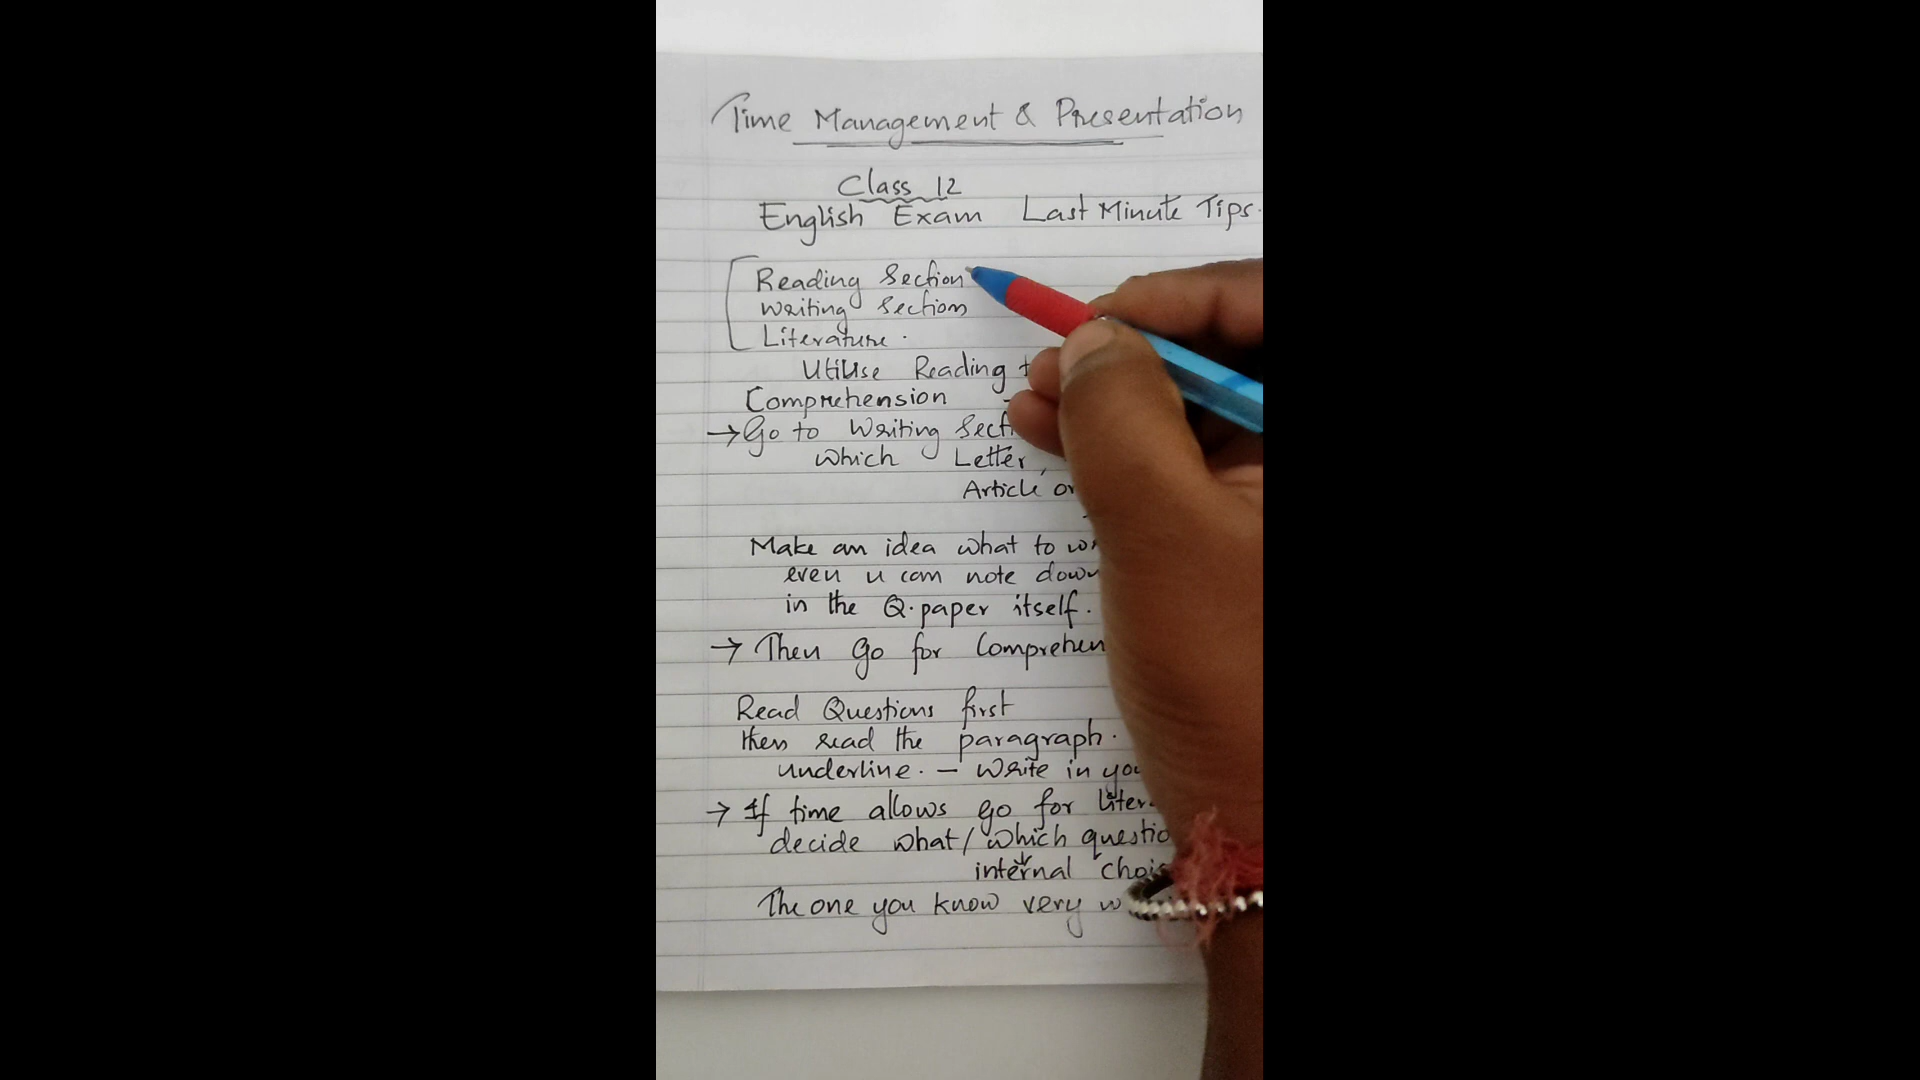 Time Management & Presentation
Class 12
English Exam Last Minute Tips.
Reading Section
Writing Section
Literature.
Utilise Reading
Comprehension
→ Go to Writing
which Letter,
Article or
Make an idea what to
even u can note down
in the Q.paper itself.
→ Then go for
Read Questions first
then read the paragraph.
underline. - Write in
→ If time allows go for
decide what/which
internal
The one you know very